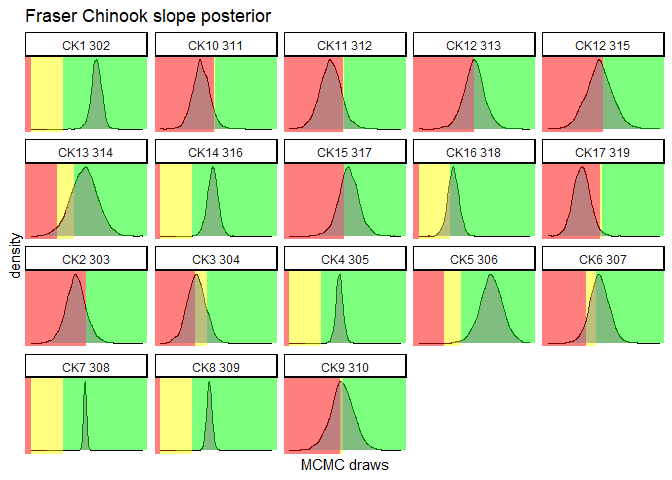 Fraser Chinook slope posterior
CK1 302 CK10 311 CK11 312 CK12 313 CK12 315
CK13 314 CK14 316 CK15 317 CK16 318 CK17 319
density
CK2 303 CK3 304 CK4 305 CK5 306 CK6 307
CK7 308 CK8 309 CK9 310
MCMC draws